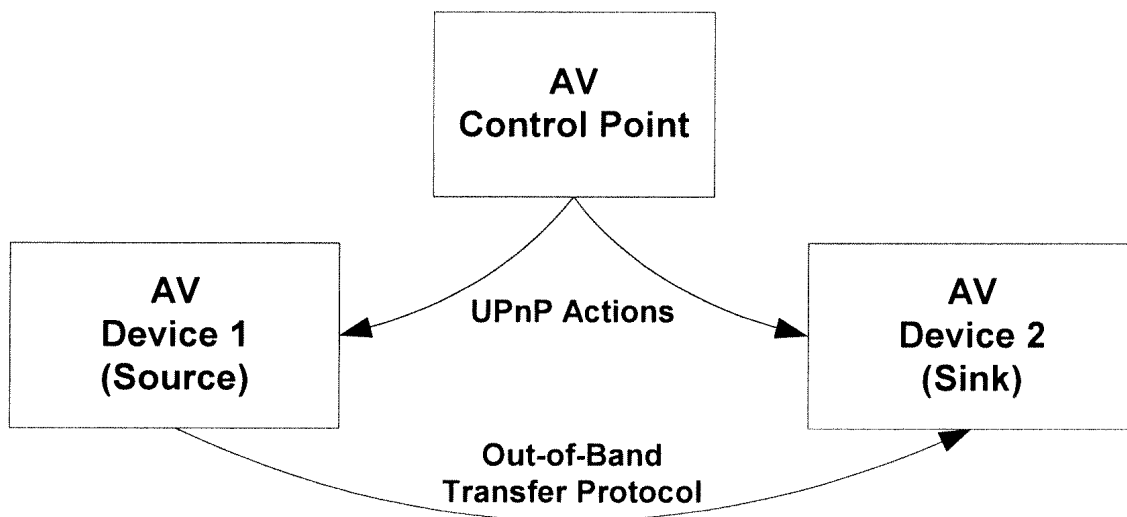 AV
Control Point
UPnP Actions
AV
Device 1
(Source)
AV
Device 2
(Sink)
Out-of-Band
Transfer Protocol